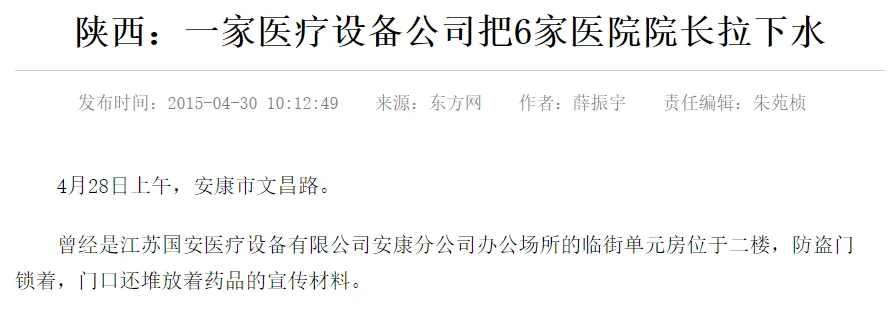 陕西：一家医疗设备公司把6家医院院长拉下水
发布时间：2015-04-30 10:12:49 来源：东方网 作者：薛振宇 责任编辑：朱苑桢
4月28日上午，安康市文昌路。
曾经是江苏国安医疗设备有限公司安康分公司办公场所的临街单元房位于二楼，防盗门
锁着，门口还堆放着药品的宣传材料。